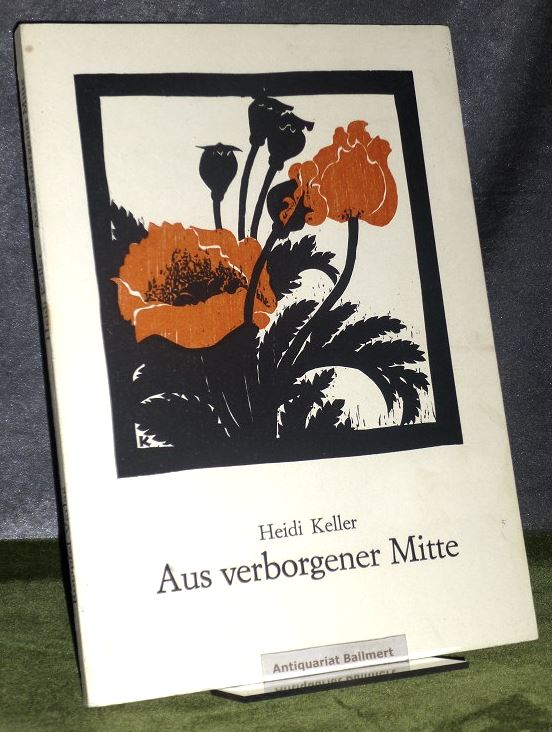 Heidi Keller
Aus verborgener Mitte
K
Antiquariat Ballmert